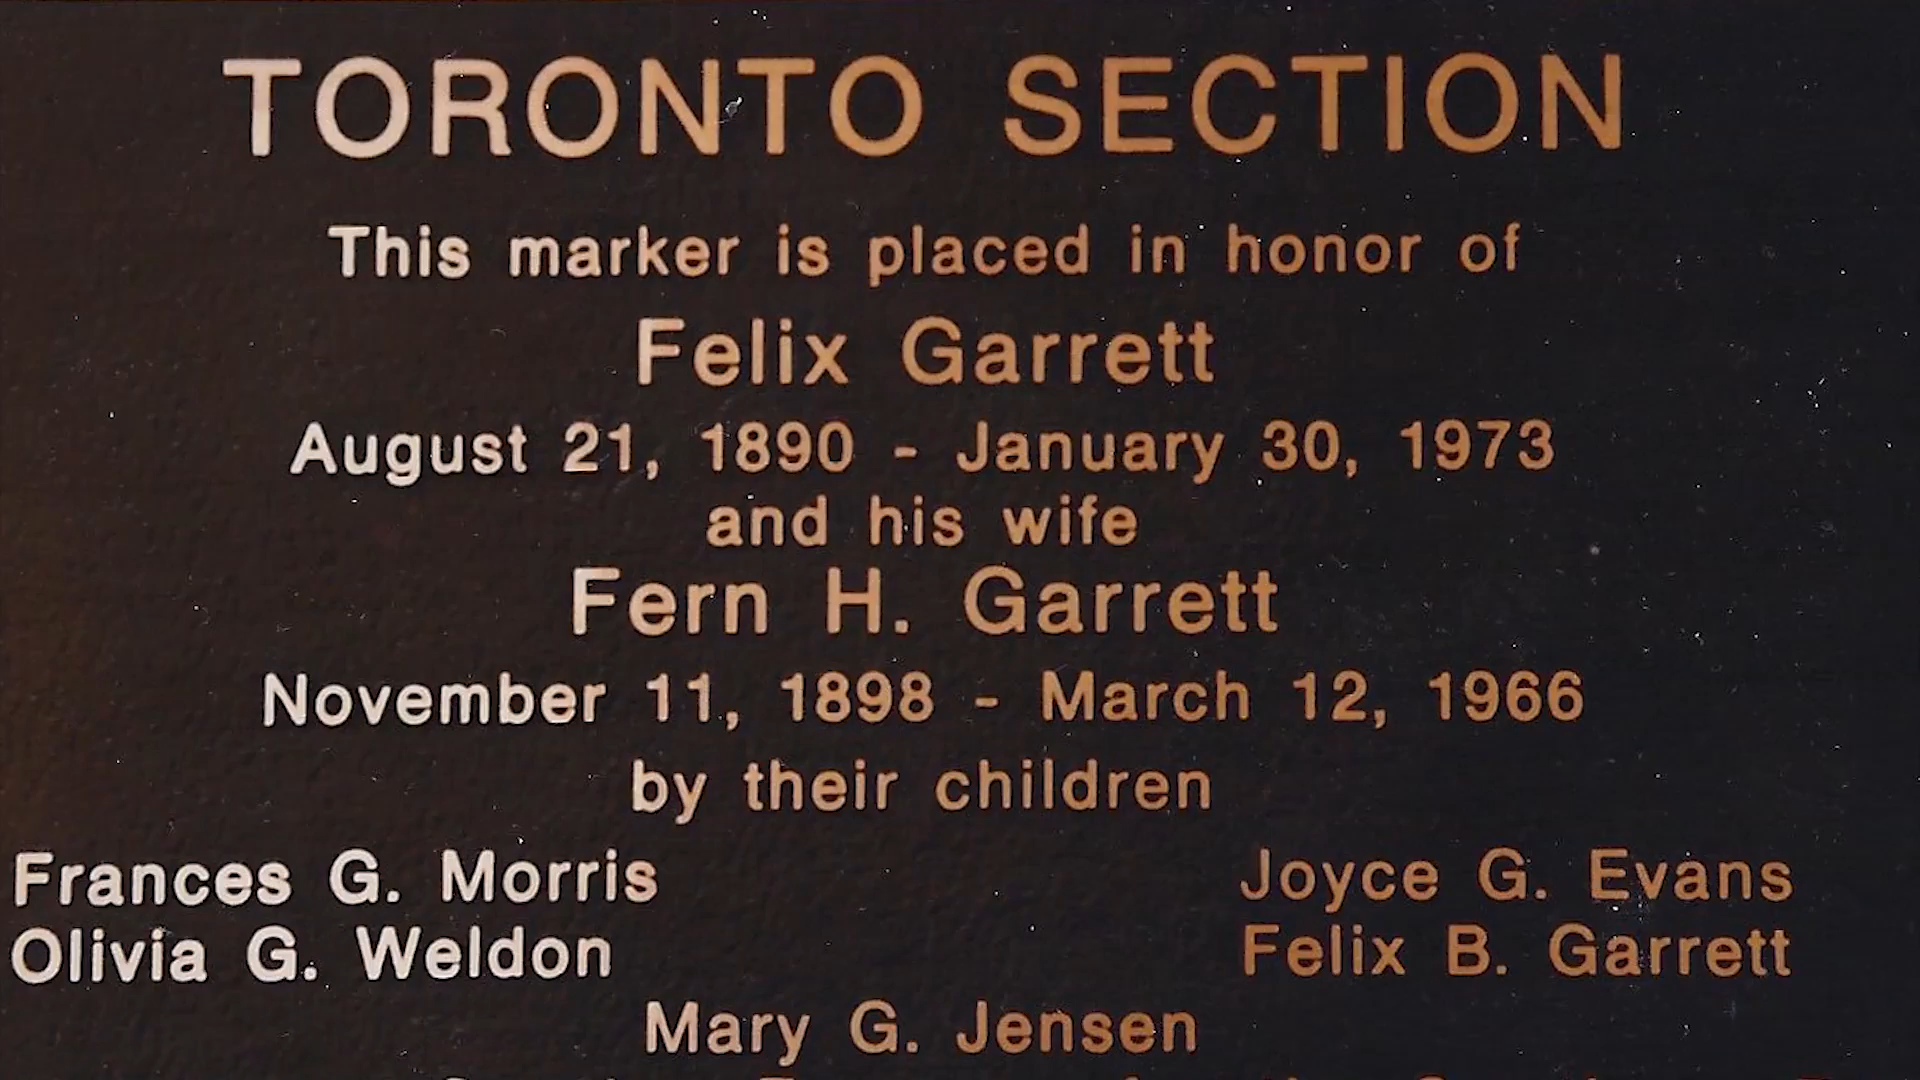 TORONTO SECTION
This marker is placed in honor of
Felix Garrett
August 21, 1890 - January 30, 1973
and his wife
Fern H. Garrett
November 11, 1898 - March 12, 1966
by their children
Frances G. Morris Joyce G. Evans
Olivia G. Weldon Felix B. Garrett
Mary G. Jensen